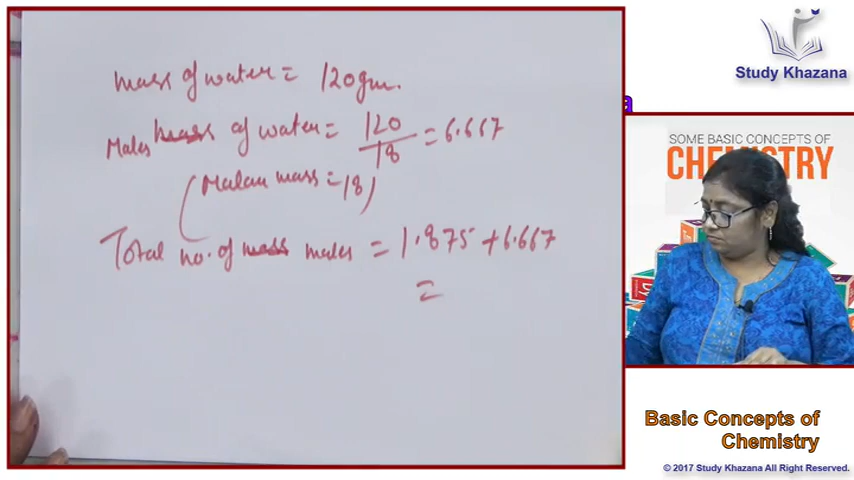 mass of water = 120gm.
Moles mass of water = 120/18 = 6.667
(Molar mass = 18)
Total no. of mass moles = 1.875 + 6.667
=
Study Khazana
SOME BASIC CONCEPTS OF
CHEMISTRY
Basic Concepts of
Chemistry
© 2017 Study Khazana All Right Reserved.